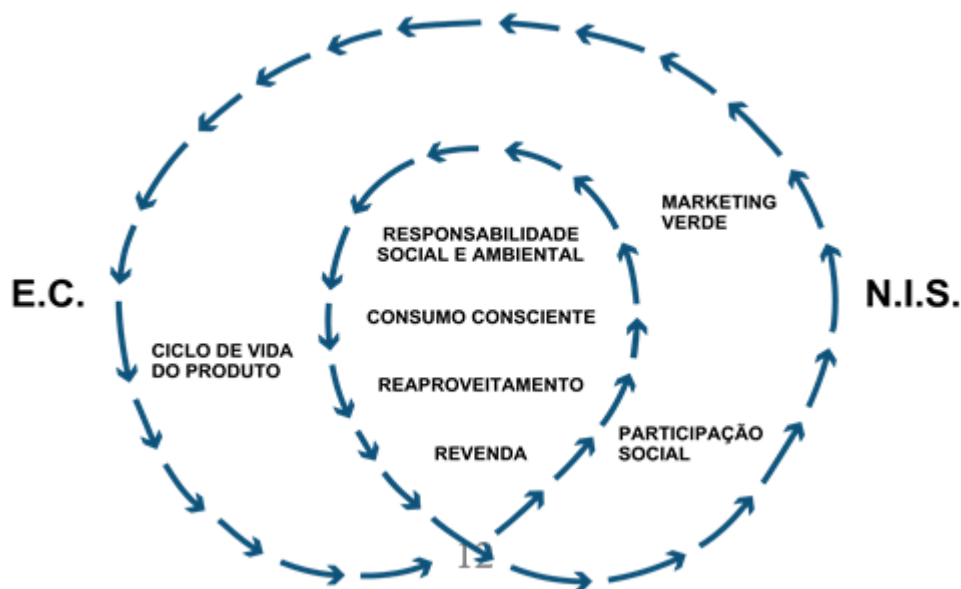 MARKETING
VERDE
RESPONSABILIDADE
SOCIAL E AMBIENTAL
E.C.
N.I.S.
CONSUMO CONSCIENTE
CICLO DE VIDA
DO PRODUTO
REAPROVEITAMENTO
PARTICIPAÇÃO
SOCIAL
REVENDA
12